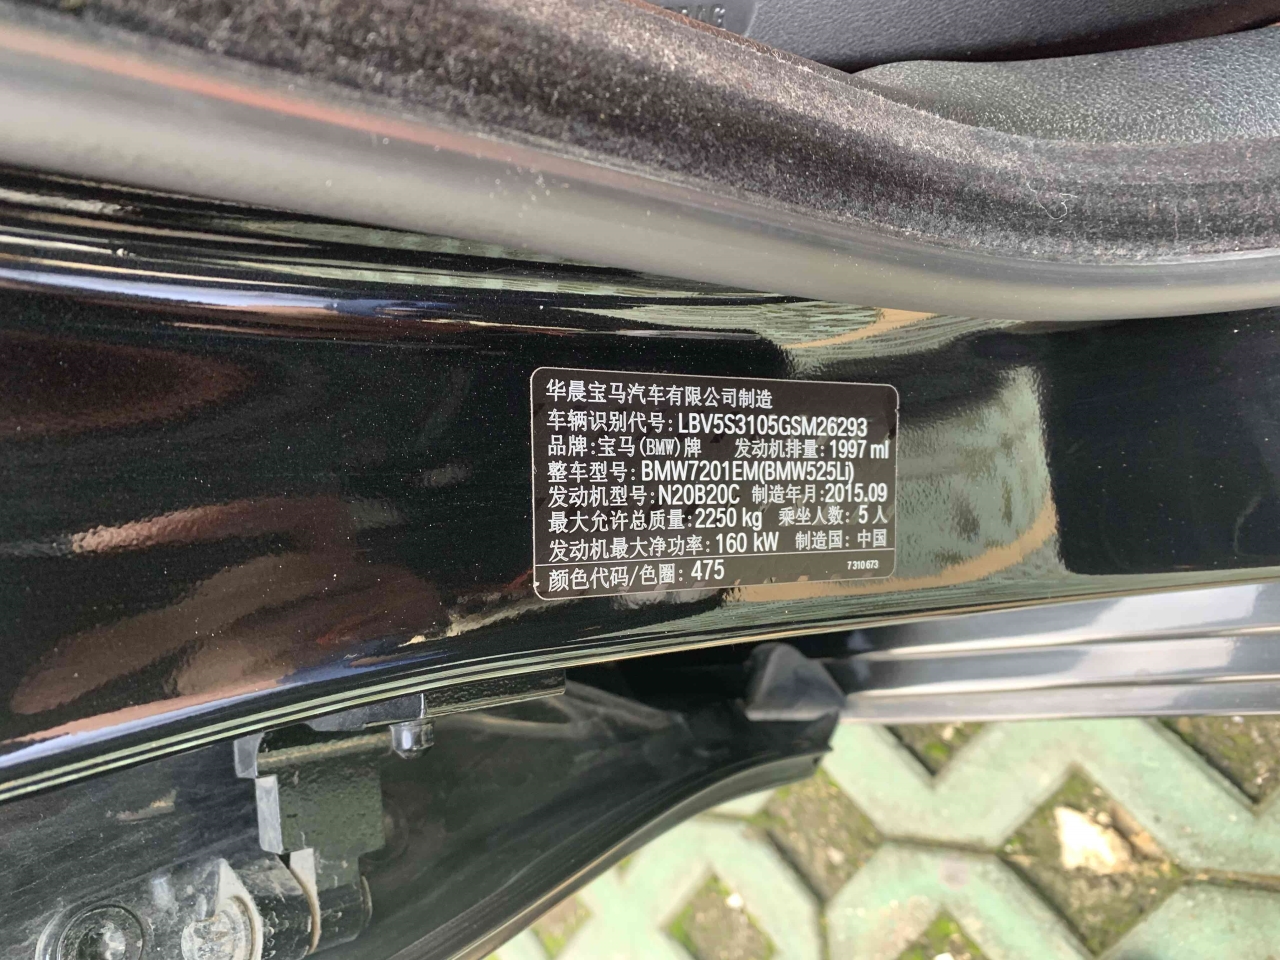 华晨宝马汽车有限公司制造
车辆识别代号: LBV5S3105GSM26293
品牌:宝马(BMW)牌 发动机排量: 1997 ml
整车型号: BMW7201EM(BMW525Li)
发动机型号: N20B20C 制造年月:2015.09
最大允许总质量: 2250 kg 乘坐人数: 5人
发动机最大净功率: 160 kW 制造国: 中国
颜色代码/色圈: 475 7 310 673